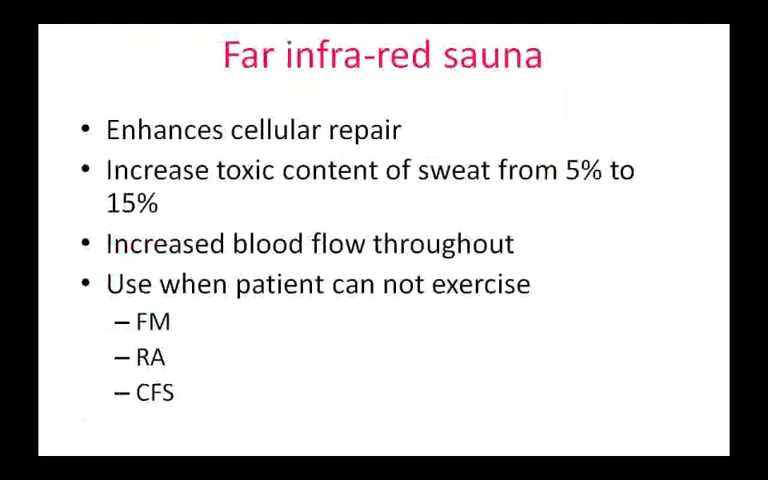 Far infra-red sauna
• Enhances cellular repair
• Increase toxic content of sweat from 5% to
15%
• Increased blood flow throughout
• Use when patient can not exercise
– FM
– RA
– CFS